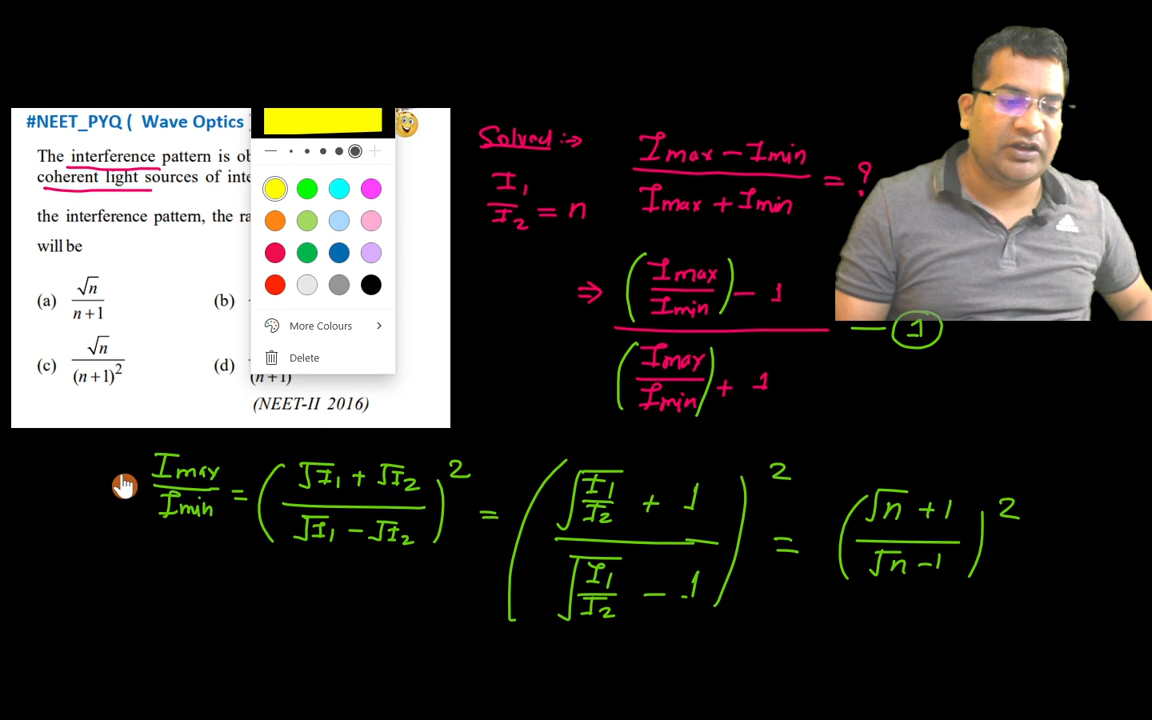 #NEET_PYQ ( Wave Optics
The interference pattern is
coherent light sources of
the interference pattern, the
will be
(a) √n / (n+1)
(b)
(c) √n / (n+1)²
(d)
(n+1)
(NEET-II 2016)
More Colours
Delete
Solved :->
I₁/I₂ = n
(Imax - Imin) / (Imax + Imin) = ?
⇒ ((Imax/Imin) - 1) / ((Imax/Imin) + 1) — 1
Imax/Imin = ((√I₁ + √I₂) / (√I₁ - √I₂))² = ((√(I₁/I₂) + 1) / (√(I₁/I₂) - 1))² = ((√n + 1) / (√n - 1))²